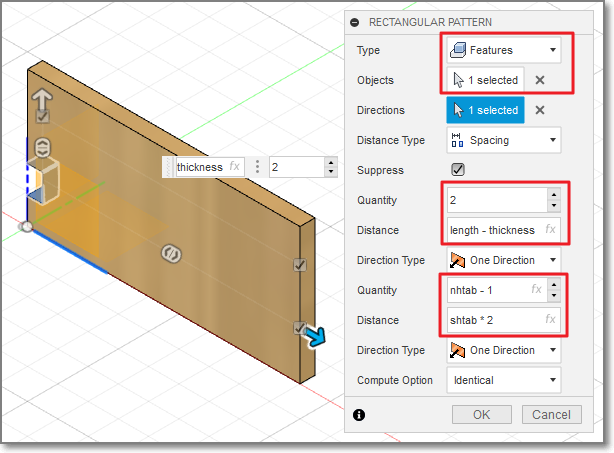 RECTANGULAR PATTERN
Type Features
Objects 1 selected
Directions 1 selected
Distance Type Spacing
thickness fx 2
Suppress
Quantity 2
Distance length - thickness fx
Direction Type One Direction
Quantity nhtab - 1 fx
Distance shtab * 2 fx
Direction Type One Direction
Compute Option Identical
OK Cancel